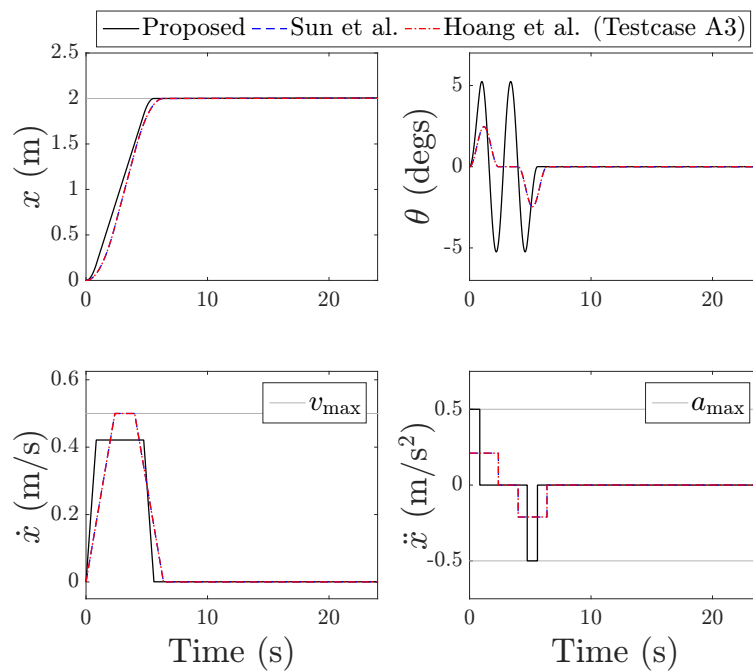 Proposed Sun et al. Hoang et al. (Testcase A3)
2.5
2
1.5
1
0.5
0
x (m)
0 10 20
5
0
-5
θ (degs)
0 10 20
0.6
0.4
0.2
0
ẋ (m/s)
v_max
0 10 20
Time (s)
0.5
0
-0.5
ẍ (m/s²)
a_max
0 10 20
Time (s)